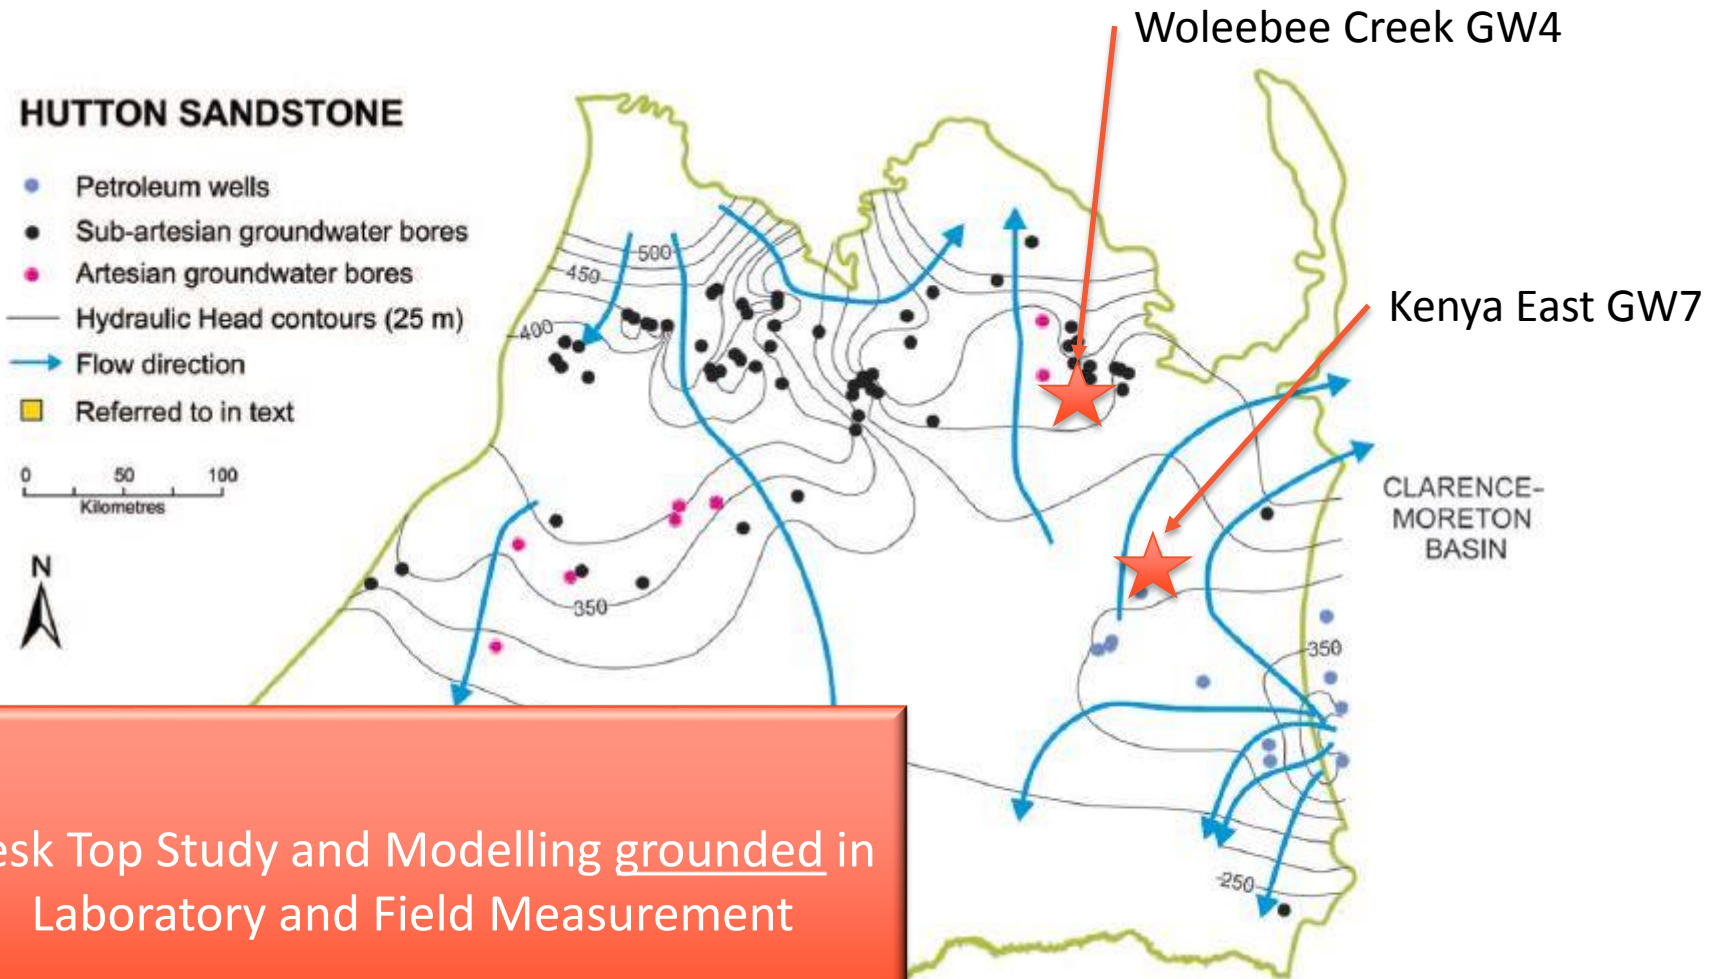 Woleebee Creek GW4
HUTTON SANDSTONE
Petroleum wells
Sub-artesian groundwater bores
Artesian groundwater bores
Hydraulic Head contours (25 m)
Flow direction
Referred to in text
0 50 100
Kilometres
N
500
450
400
350
Kenya East GW7
CLARENCE-
MORETON
BASIN
350
250
esk Top Study and Modelling grounded in
Laboratory and Field Measurement